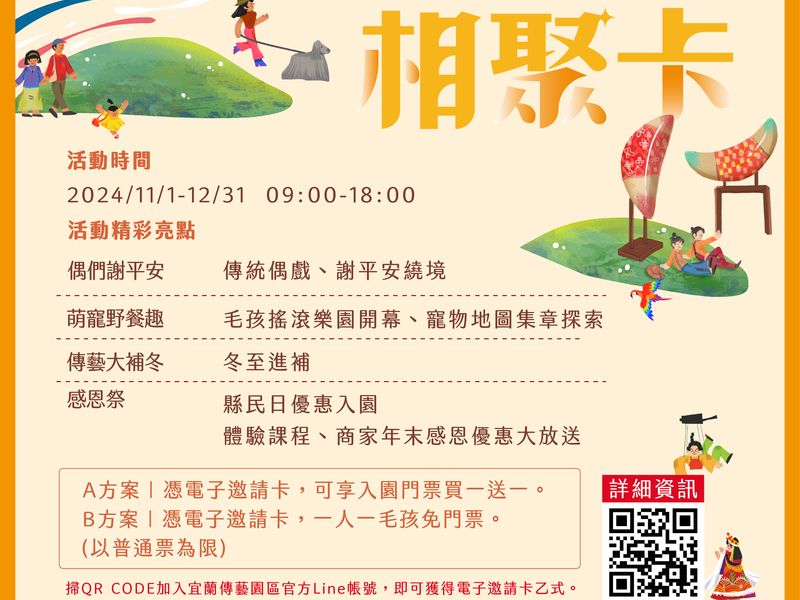 相聚卡
活動時間
2024/11/1-12/31 09:00-18:00
活動精彩亮點
偶們謝平安 傳統偶戲、謝平安繞境
萌寵野餐趣 毛孩搖滾樂園開幕、寵物地圖集章探索
傳藝大補冬 冬至進補
感恩祭 縣民日優惠入園
體驗課程、商家年末感恩優惠大放送
A方案|憑電子邀請卡，可享入園門票買一送一。
B方案|憑電子邀請卡，一人一毛孩免門票。
(以普通票為限)
詳細資訊
掃QR CODE加入宜蘭傳藝園區官方Line帳號，即可獲得電子邀請卡乙式。